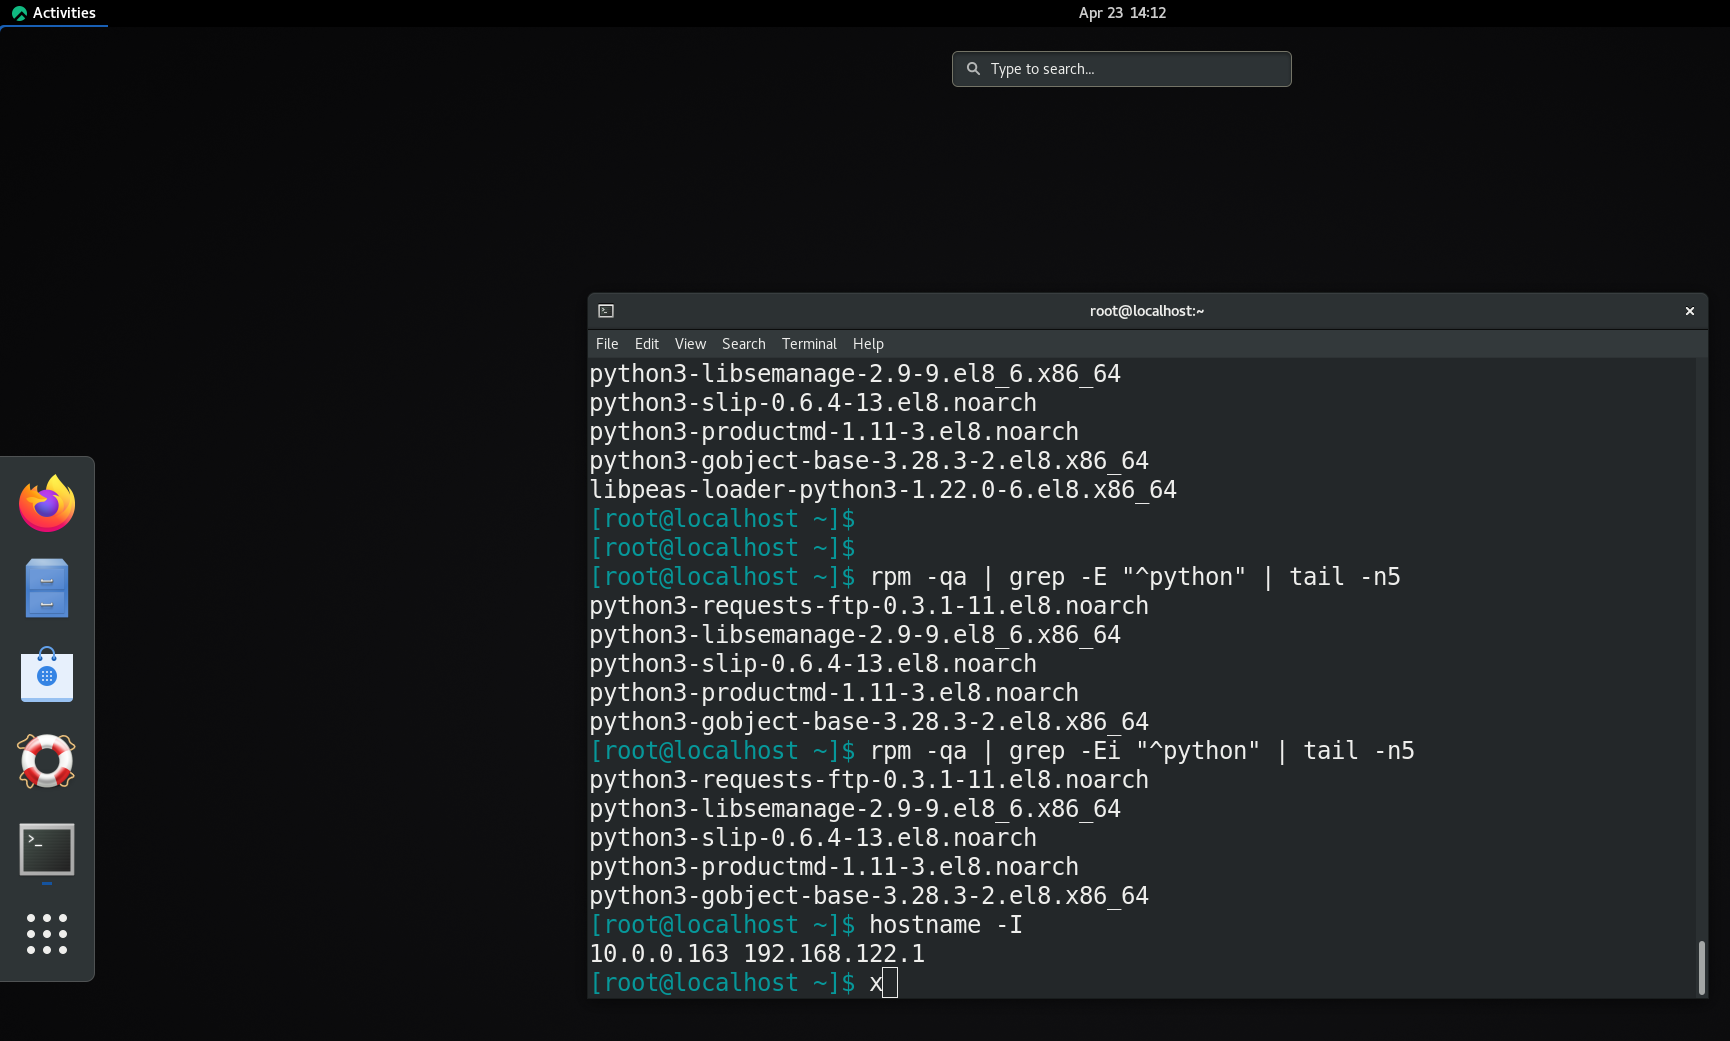 Activities
Apr 23 14:12
Type to search...
root@localhost:~
File Edit View Search Terminal Help
python3-libsemanage-2.9-9.el8_6.x86_64
python3-slip-0.6.4-13.el8.noarch
python3-productmd-1.11-3.el8.noarch
python3-gobject-base-3.28.3-2.el8.x86_64
libpeas-loader-python3-1.22.0-6.el8.x86_64
[root@localhost ~]$
[root@localhost ~]$
[root@localhost ~]$ rpm -qa | grep -E "^python" | tail -n5
python3-requests-ftp-0.3.1-11.el8.noarch
python3-libsemanage-2.9-9.el8_6.x86_64
python3-slip-0.6.4-13.el8.noarch
python3-productmd-1.11-3.el8.noarch
python3-gobject-base-3.28.3-2.el8.x86_64
[root@localhost ~]$ rpm -qa | grep -Ei "^python" | tail -n5
python3-requests-ftp-0.3.1-11.el8.noarch
python3-libsemanage-2.9-9.el8_6.x86_64
python3-slip-0.6.4-13.el8.noarch
python3-productmd-1.11-3.el8.noarch
python3-gobject-base-3.28.3-2.el8.x86_64
[root@localhost ~]$ hostname -I
10.0.0.163 192.168.122.1
[root@localhost ~]$ x